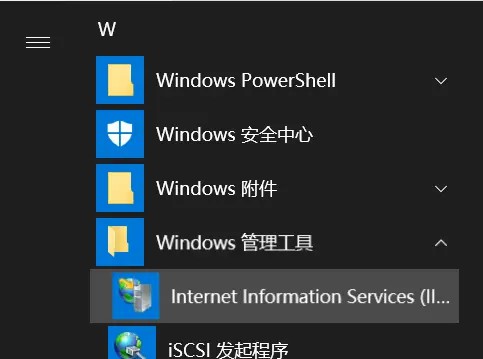 W
Windows PowerShell
Windows 安全中心
Windows 附件
Windows 管理工具
Internet Information Services (II...
iSCSI 发起程序